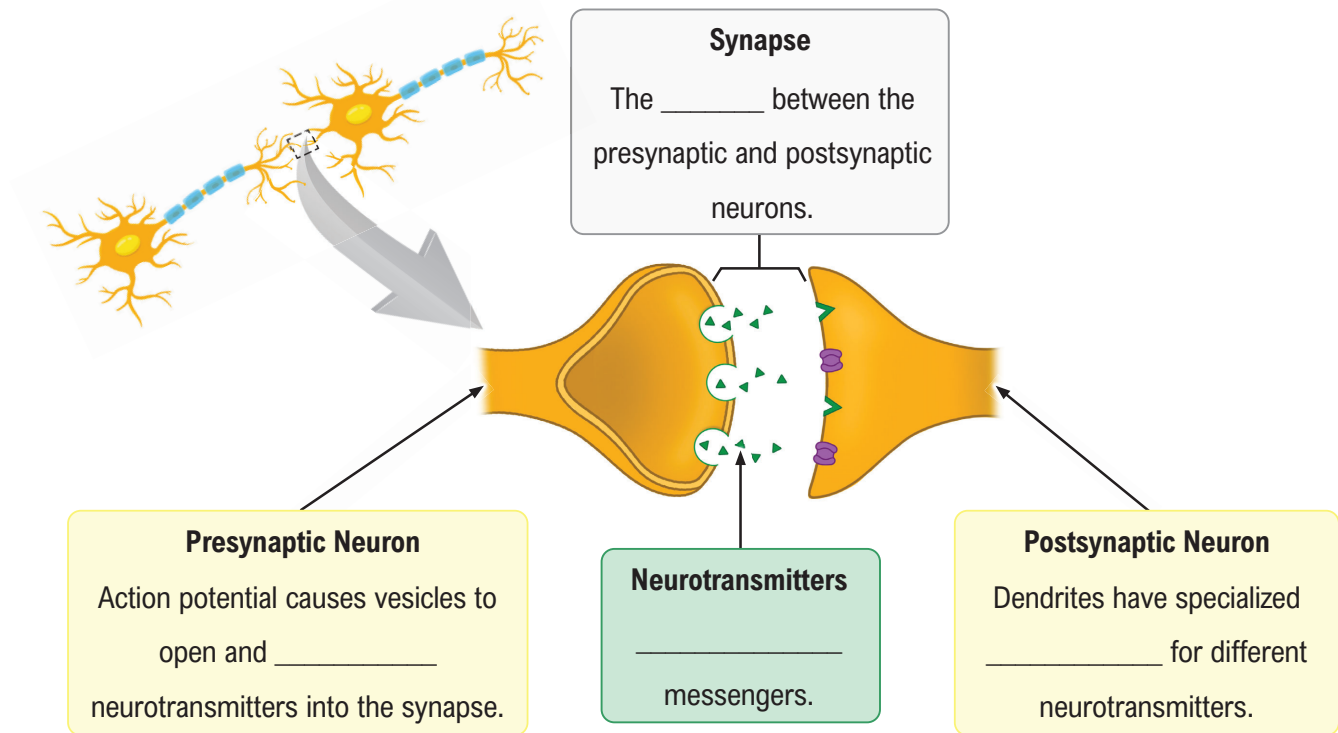 Synapse
The _______ between the
presynaptic and postsynaptic
neurons.
Presynaptic Neuron
Action potential causes vesicles to
open and ___________
neurotransmitters into the synapse.
Neurotransmitters
______________
messengers.
Postsynaptic Neuron
Dendrites have specialized
____________ for different
neurotransmitters.